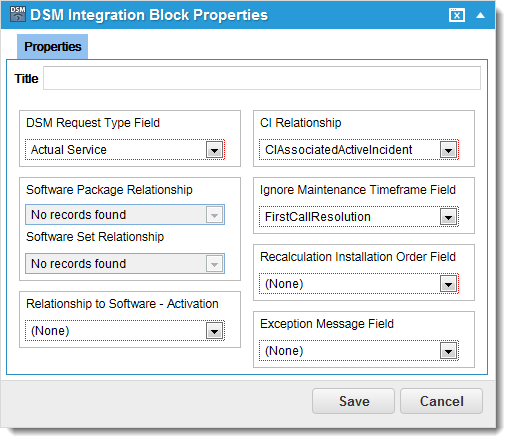 DSM
DSM Integration Block Properties
Properties
Title
DSM Request Type Field
Actual Service
Software Package Relationship
No records found
Software Set Relationship
No records found
Relationship to Software - Activation
(None)
CI Relationship
CIAssociatedActiveIncident
Ignore Maintenance Timeframe Field
FirstCallResolution
Recalculation Installation Order Field
(None)
Exception Message Field
(None)
Save
Cancel